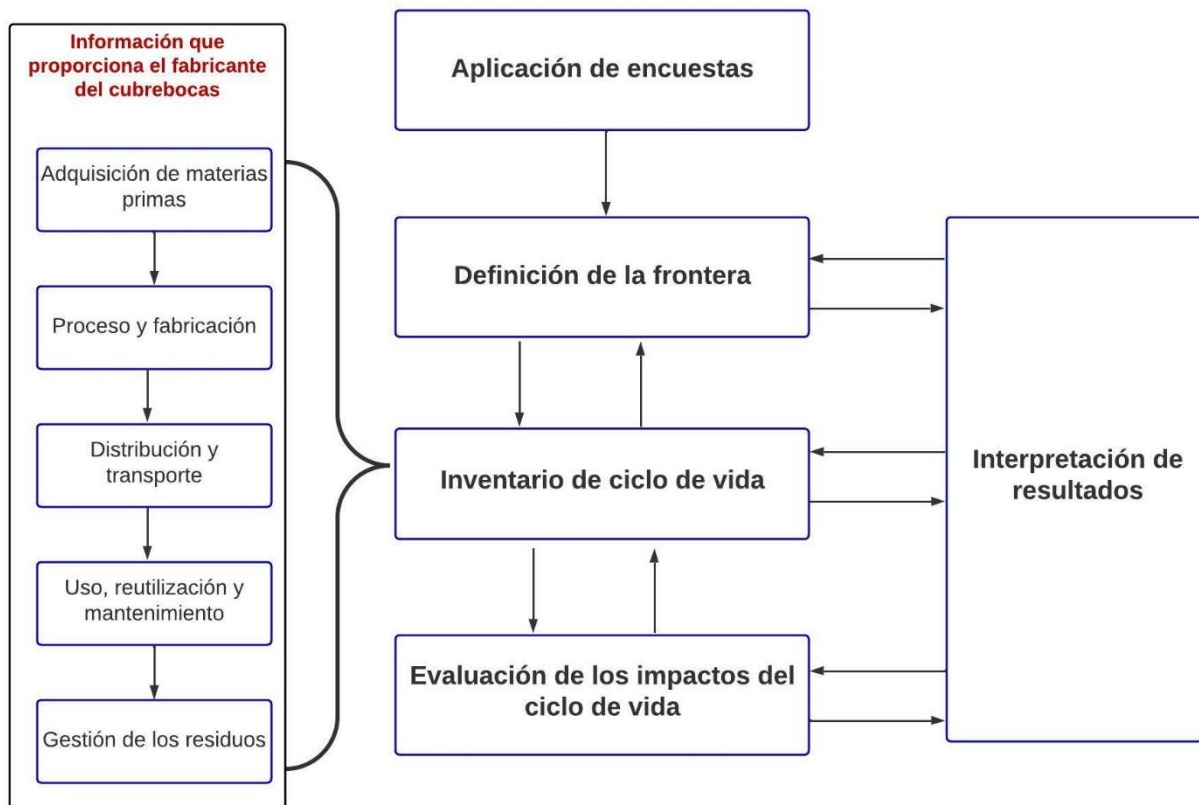 Información que
proporciona el fabricante
del cubrebocas
Adquisición de materias
primas
Proceso y fabricación
Distribución y
transporte
Uso, reutilización y
mantenimiento
Gestión de los residuos
Aplicación de encuestas
Definición de la frontera
Inventario de ciclo de vida
Evaluación de los impactos del
ciclo de vida
Interpretación de
resultados